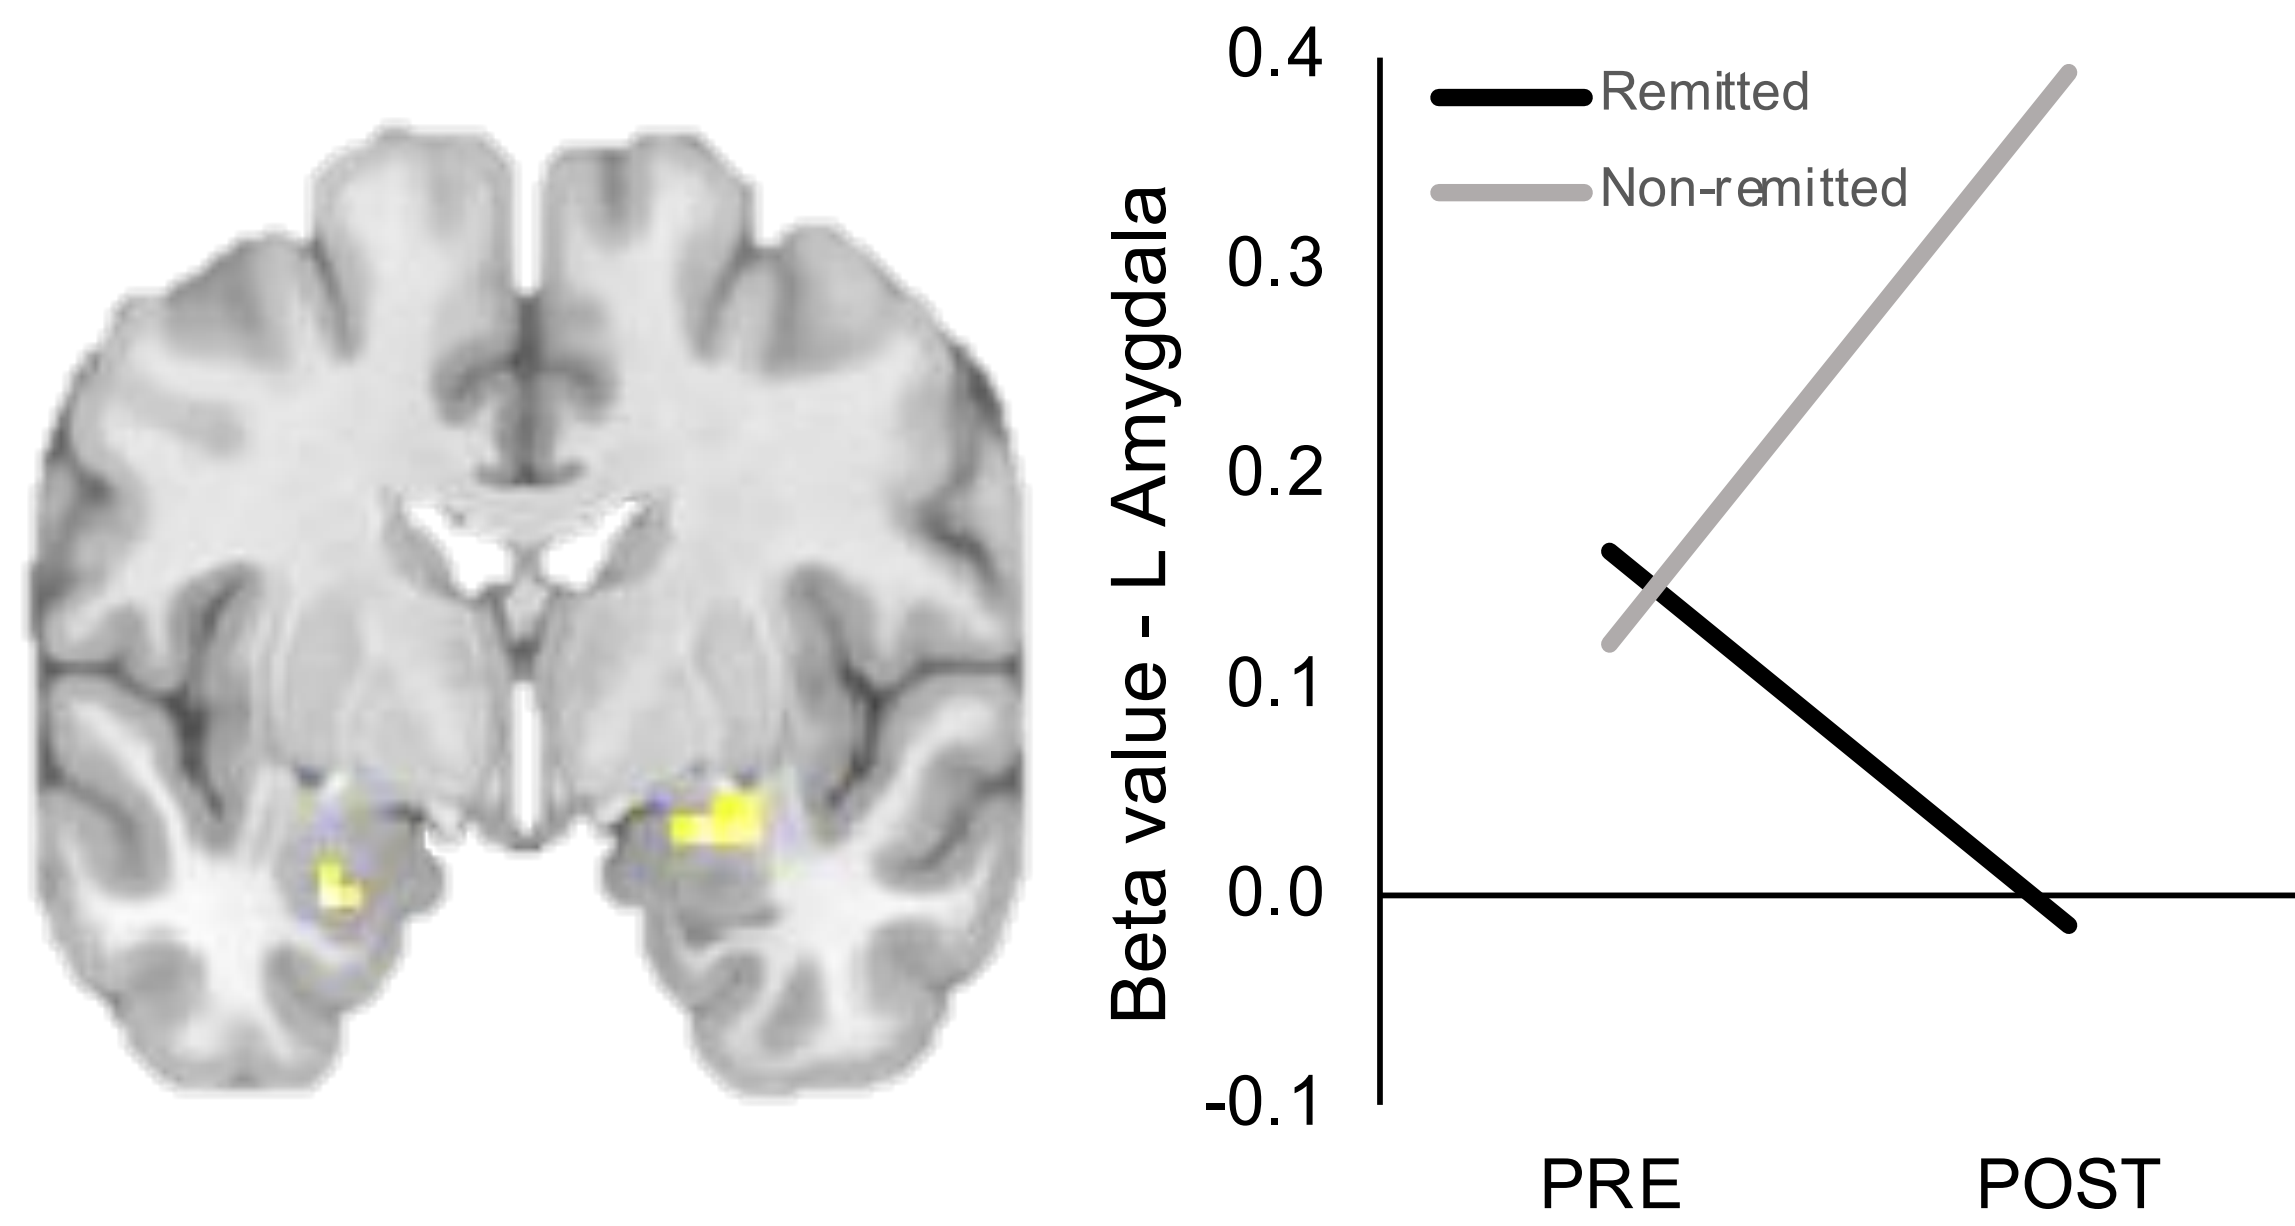 0.4
0.3
0.2
0.1
0.0
-0.1
Beta value - L Amygdala
Remitted
Non-remitted
PRE POST